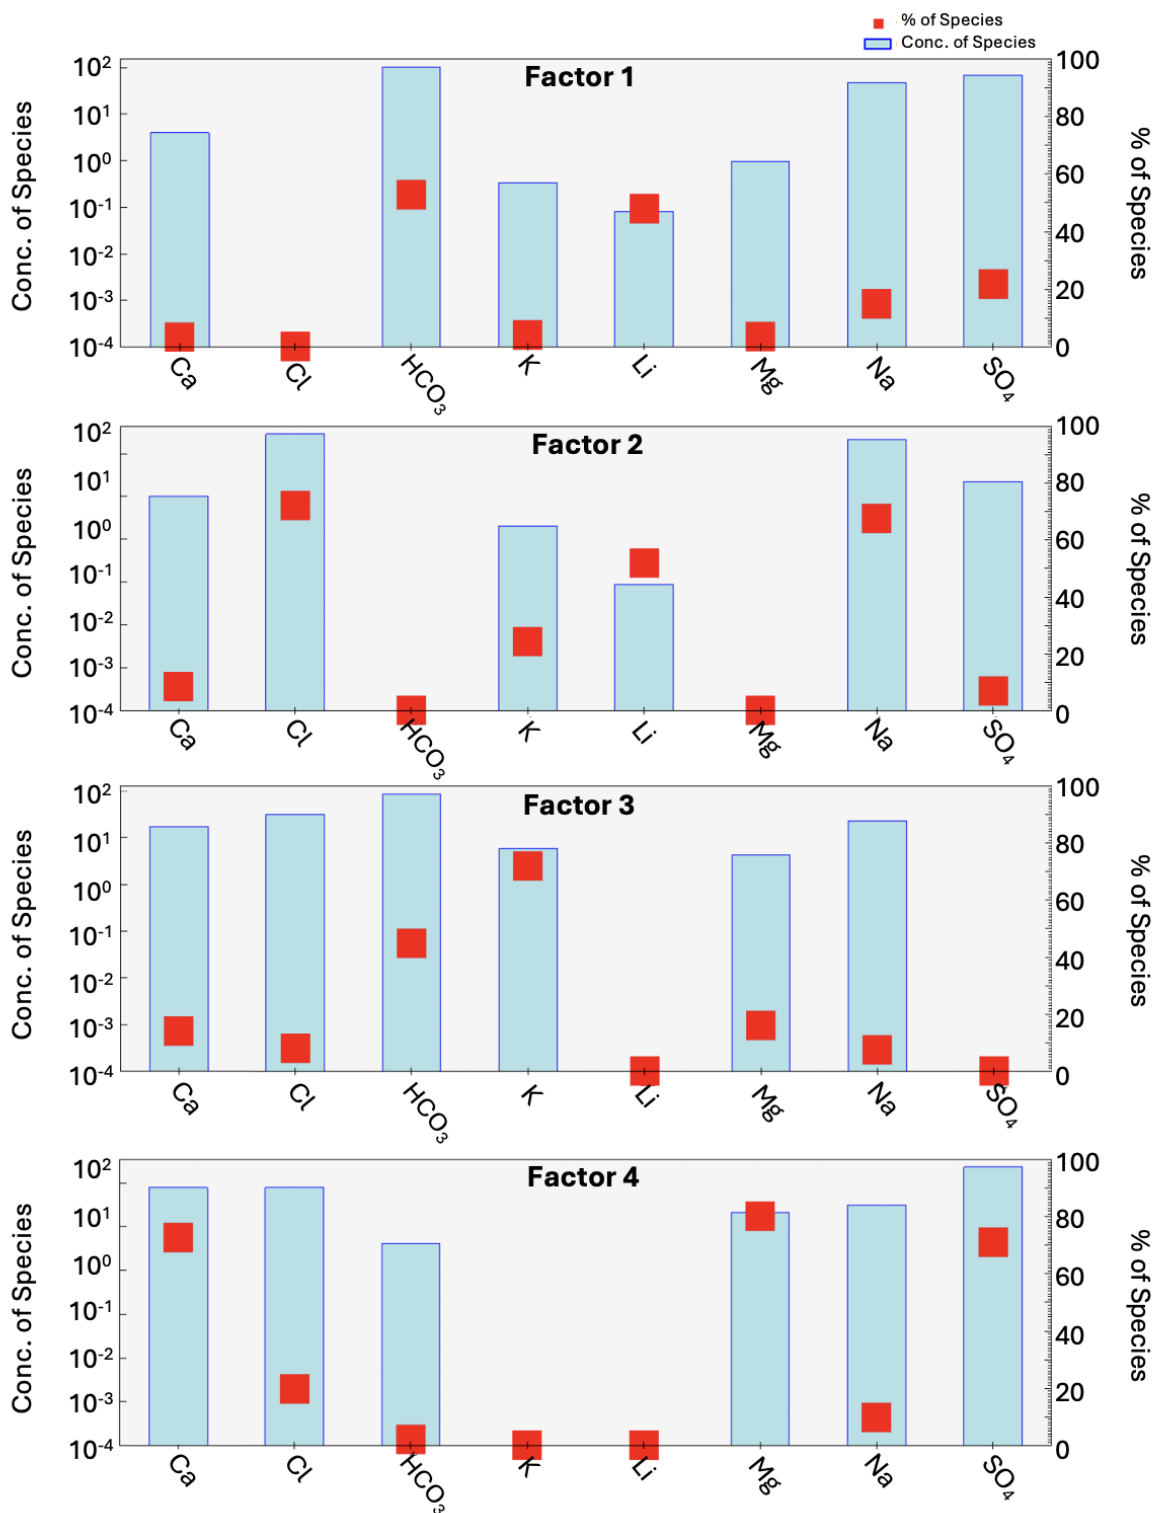 % of Species
Conc. of Species
Factor 1
Conc. of Species
10²
10¹
10⁰
10⁻¹
10⁻²
10⁻³
10⁻⁴
100
80
60
40
20
0
% of Species
Ca
Cl
HCO₃
K
Li
Mg
Na
SO₄
Factor 2
Conc. of Species
10²
10¹
10⁰
10⁻¹
10⁻²
10⁻³
10⁻⁴
100
80
60
40
20
0
% of Species
Ca
Cl
HCO₃
K
Li
Mg
Na
SO₄
Factor 3
Conc. of Species
10²
10¹
10⁰
10⁻¹
10⁻²
10⁻³
10⁻⁴
100
80
60
40
20
0
% of Species
Ca
Cl
HCO₃
K
Li
Mg
Na
SO₄
Factor 4
Conc. of Species
10²
10¹
10⁰
10⁻¹
10⁻²
10⁻³
10⁻⁴
100
80
60
40
20
0
% of Species
Ca
Cl
HCO₃
K
Li
Mg
Na
SO₄